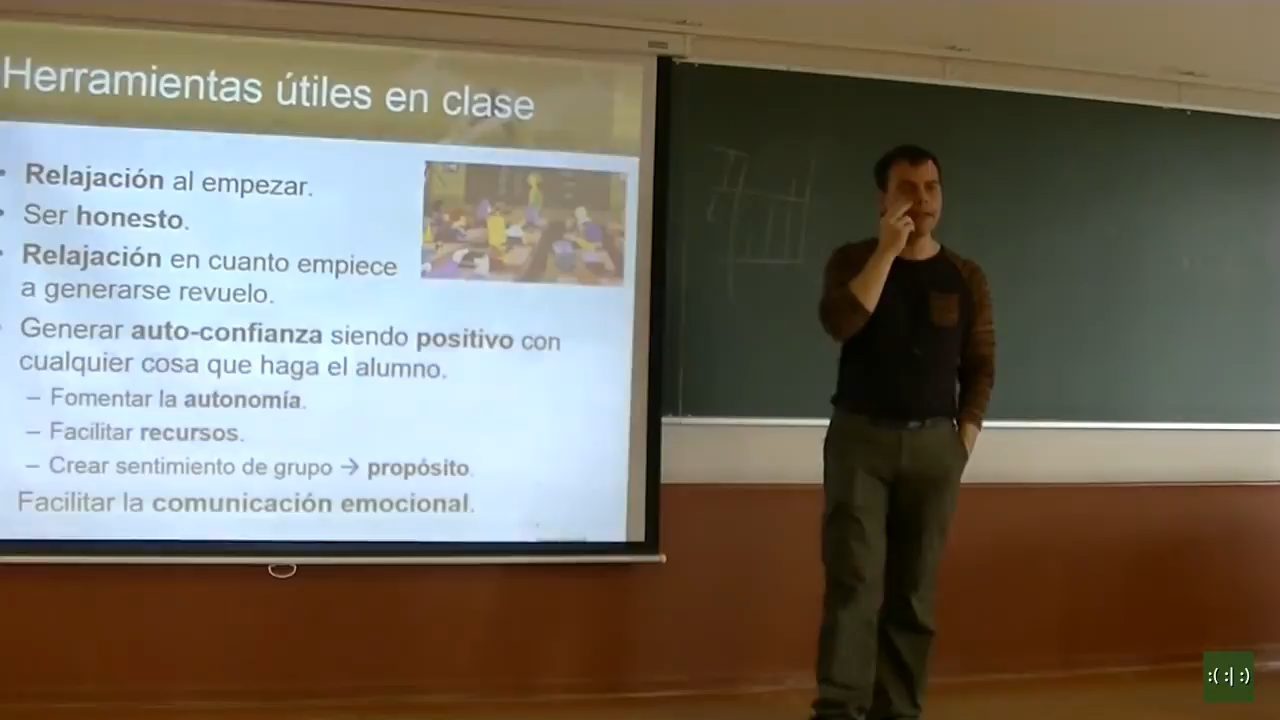 Herramientas útiles en clase
• Relajación al empezar.
• Ser honesto.
• Relajación en cuanto empiece
a generarse revuelo.
Generar auto-confianza siendo positivo con
cualquier cosa que haga el alumno.
– Fomentar la autonomía.
– Facilitar recursos.
– Crear sentimiento de grupo → propósito.
Facilitar la comunicación emocional.
:( :| :)